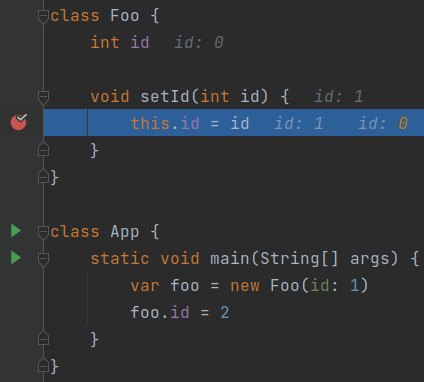 class Foo {
    int id   id: 0
    void setId(int id) {   id: 1
        this.id = id   id: 1    id: 0
    }
}
class App {
    static void main(String[] args) {
        var foo = new Foo(id: 1)
        foo.id = 2
    }
}